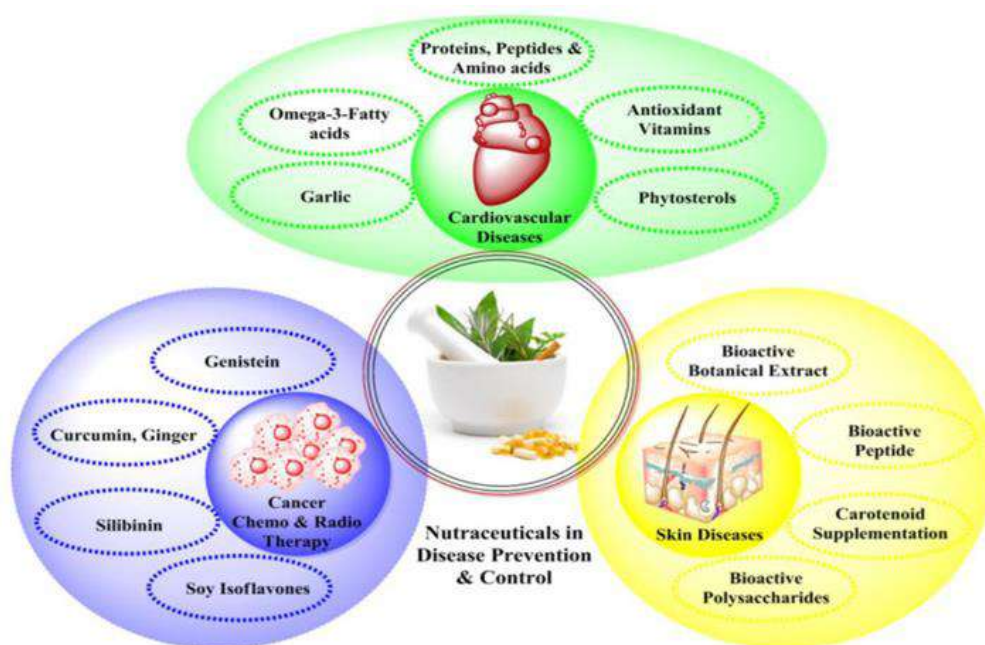 Proteins, Peptides &
Amino acids
Omega-3-Fatty
acids
Antioxidant
Vitamins
Garlic
Phytosterols
Cardiovascular
Diseases
Genistein
Curcumin, Ginger
Silibinin
Soy Isoflavones
Cancer
Chemo & Radio
Therapy
Nutraceuticals in
Disease Prevention
& Control
Bioactive
Botanical Extract
Bioactive
Peptide
Carotenoid
Supplementation
Bioactive
Polysaccharides
Skin Diseases